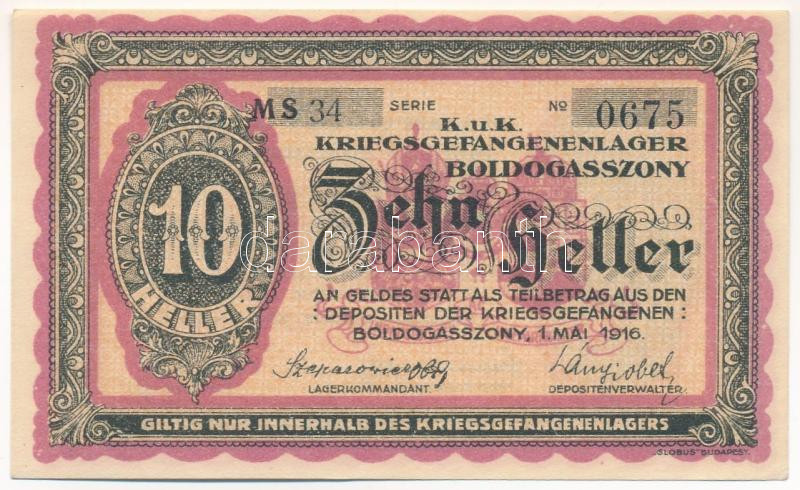 MS 34 SERIE № 0675
K.u.K.
KRIEGSGEFANGENENLAGER
BOLDOGASSZONY
10
HELLER
Zehn Heller
darabanth
AN GELDES STATT ALS TEILBETRAG AUS DEN
: DEPOSITEN DER KRIEGSGEFANGENEN :
BOLDOGASSZONY, 1. MAI 1916.
LAGERKOMMANDANT. DEPOSITENVERWALTER.
GILTIG NUR INNERHALB DES KRIEGSGEFANGENENLAGERS
„GLOBUS” BUDAPEST.